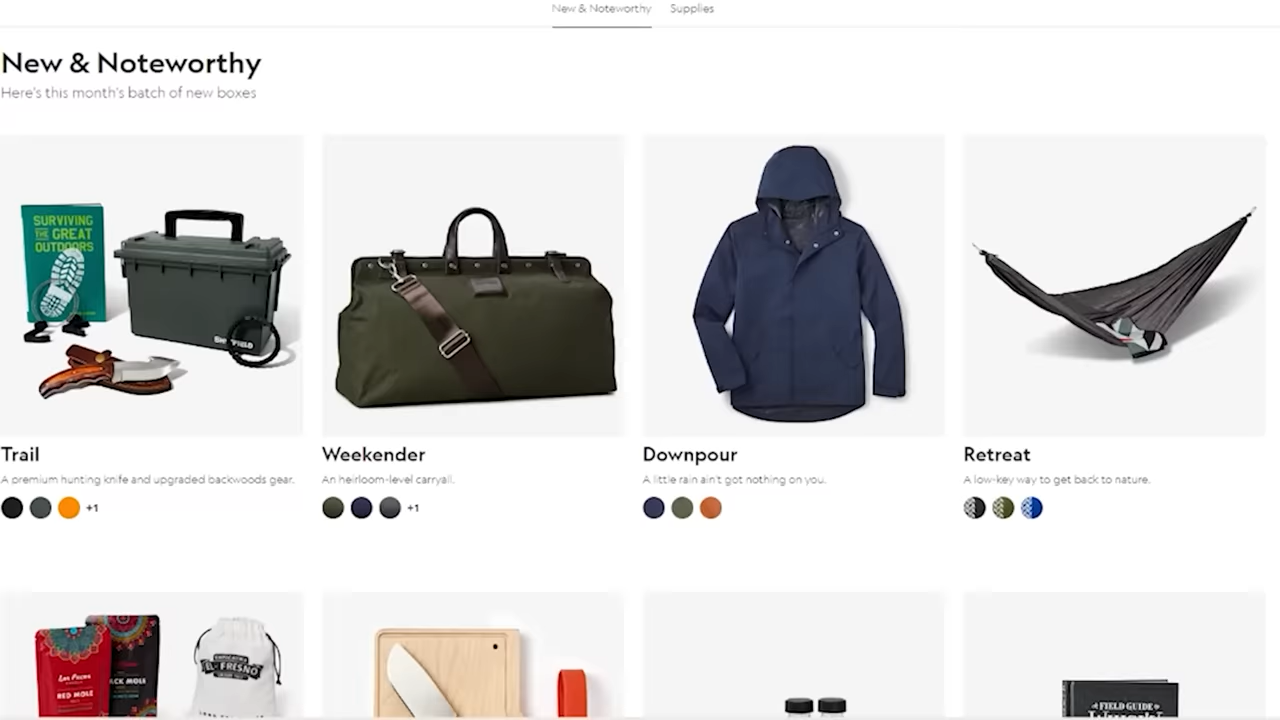 New & Noteworthy
Supplies
New & Noteworthy
Here's this month's batch of new boxes
SURVIVING
THE GREAT
OUTDOORS
Trail
Weekender
Downpour
Retreat
A premium hunting knife and upgraded backwoods gear.
An heirloom-level carryall.
A little rain ain't got nothing on you.
A low-key way to get back to nature.
+1
+1
RED MOLE
EL FRESNO
FIELD GUIDE